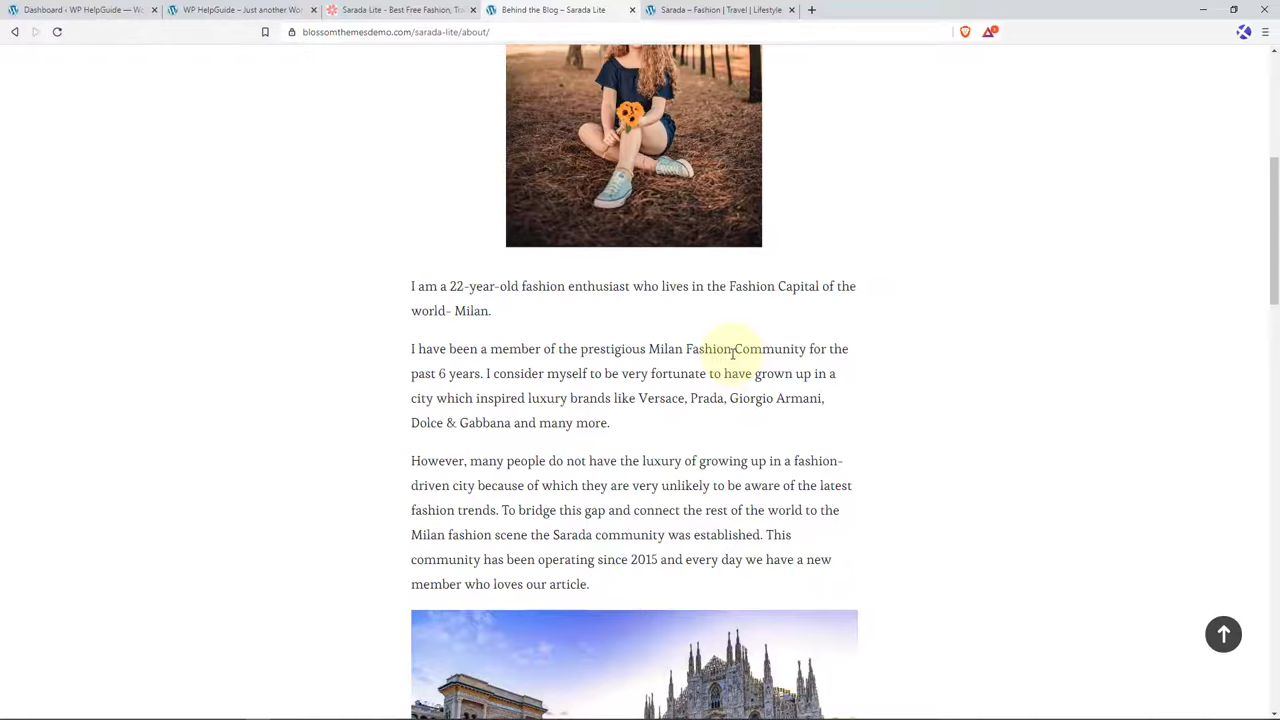 Dashboard ‹ WP HelpGuide — Wo
WP HelpGuide – Just another Wor
Sarada Lite - Best Free Fashion, Tra
Behind the Blog – Sarada Lite
Sarada – Fashion | Travel | Lifestyle
blossomthemesdemo.com/sarada-lite/about/
I am a 22-year-old fashion enthusiast who lives in the Fashion Capital of the
world- Milan.
I have been a member of the prestigious Milan Fashion Community for the
past 6 years. I consider myself to be very fortunate to have grown up in a
city which inspired luxury brands like Versace, Prada, Giorgio Armani,
Dolce & Gabbana and many more.
However, many people do not have the luxury of growing up in a fashion-
driven city because of which they are very unlikely to be aware of the latest
fashion trends. To bridge this gap and connect the rest of the world to the
Milan fashion scene the Sarada community was established. This
community has been operating since 2015 and every day we have a new
member who loves our article.